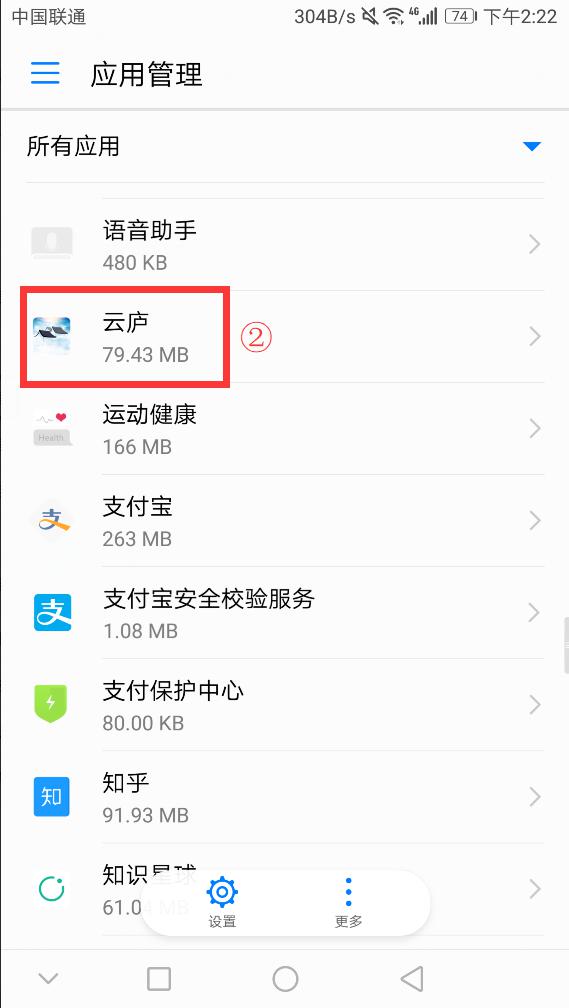 中国联通 304B/s 4G 74 下午2:22
应用管理
所有应用
语音助手
480 KB
云庐
79.43 MB
②
运动健康
Health
166 MB
支
支付宝
263 MB
支
支付宝安全校验服务
1.08 MB
支付保护中心
80.00 KB
知
知乎
91.93 MB
知识星球
61.04 MB
设置 更多